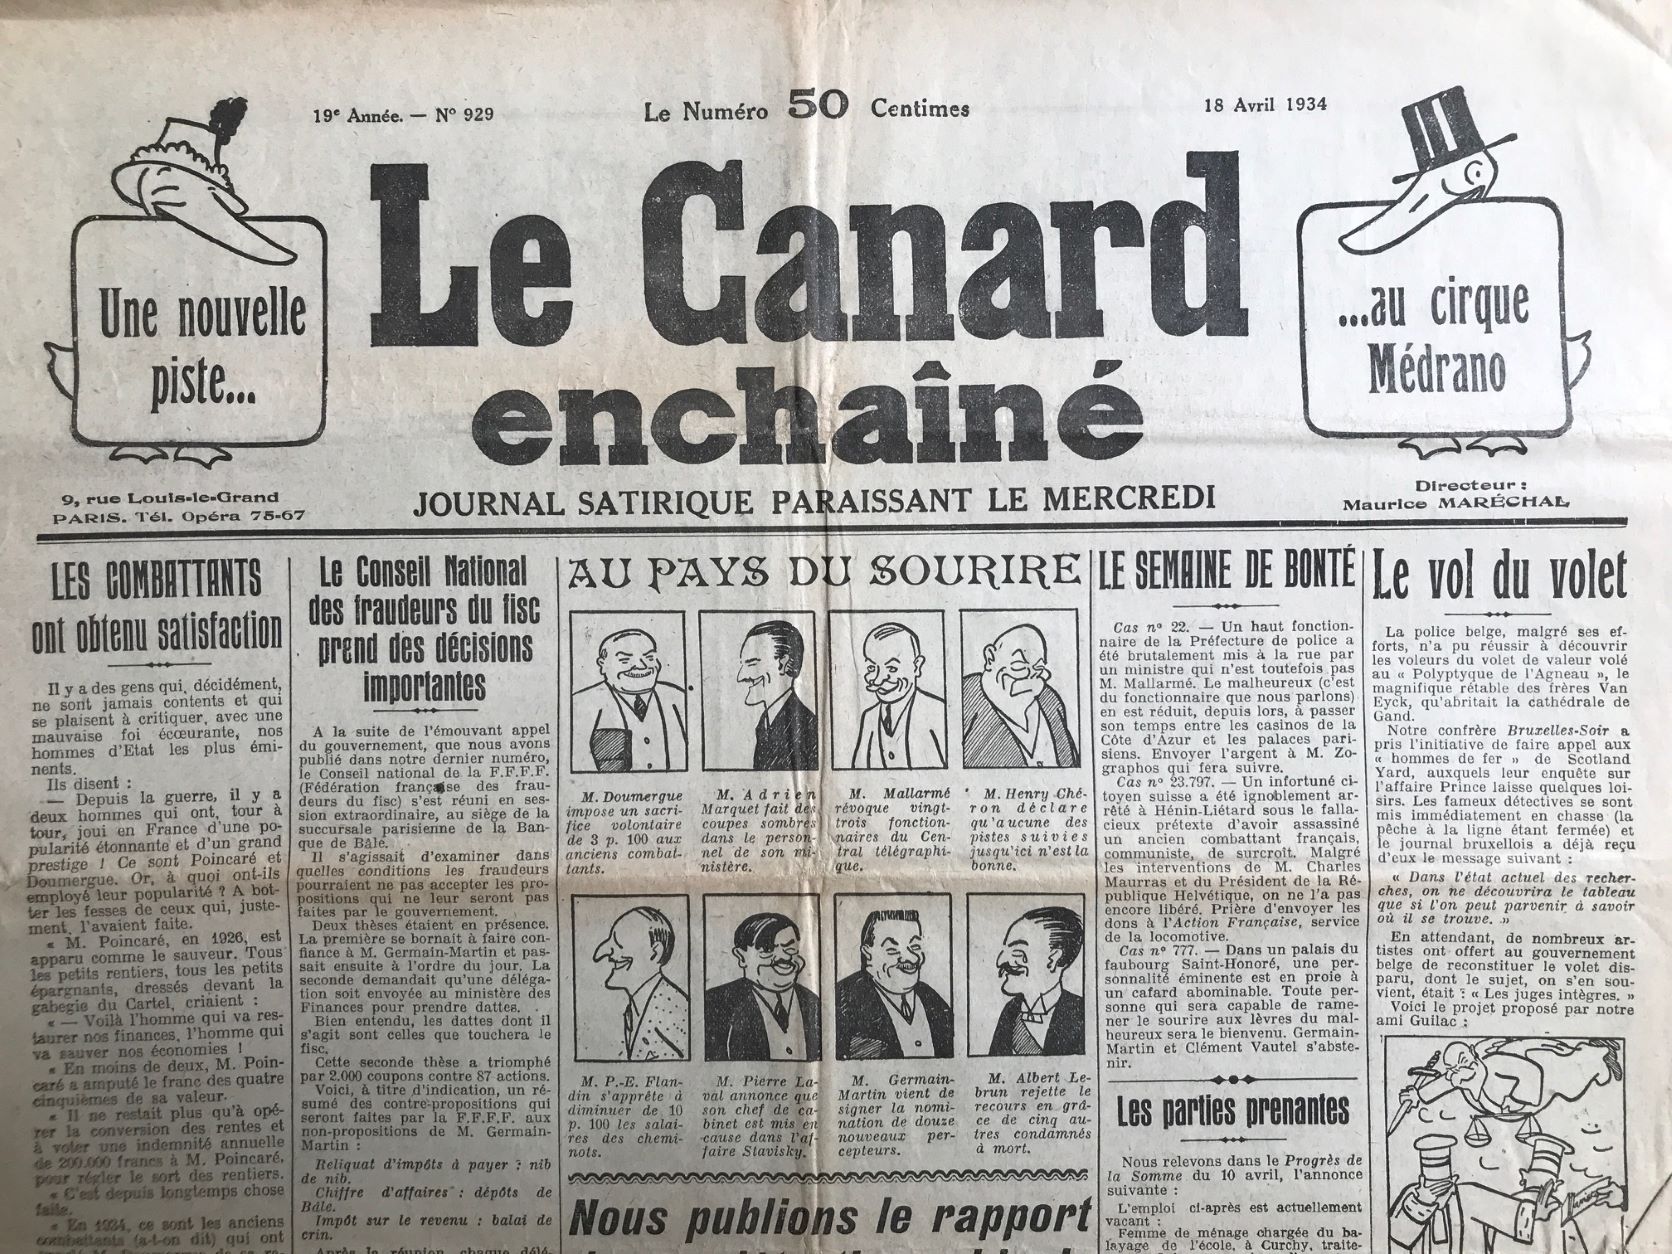 19e Année. — N° 929
Le Numéro 50 Centimes
18 Avril 1934
Une nouvelle
piste...
Le Canard
enchaîné
...au cirque
Médrano
9, rue Louis-le-Grand
PARIS. Tél. Opéra 75-67
JOURNAL SATIRIQUE PARAISSANT LE MERCREDI
Directeur :
Maurice MARÉCHAL
LES COMBATTANTS
ont obtenu satisfaction
Il y a des gens qui, décidément,
ne sont jamais contents et qui
se plaisent à critiquer, avec une
mauvaise foi écœurante, nos
hommes d'Etat les plus émi-
nents.
Ils disent :
— Depuis la guerre, il y a
deux hommes qui ont, tour à
tour, joui en France d'une po-
pularité étonnante et d'un grand
prestige ! Ce sont Poincaré et
Doumergue. Or, à quoi ont-ils
employé leur popularité ? A bot-
ter les fesses de ceux qui, juste-
ment, l'avaient faite.
« M. Poincaré, en 1926, est
apparu comme le sauveur. Tous
les petits rentiers, tous les petits
épargnants, dressés devant la
gabegie du Cartel, criaient :
« — Voilà l'homme qui va res-
taurer nos finances, l'homme qui
va sauver nos économies !
« En moins de deux, M. Poin-
caré a amputé le franc des quatre
cinquièmes de sa valeur.
« Il ne restait plus qu'à opé-
rer la conversion des rentes et
à voter une indemnité annuelle
de 200.000 francs à M. Poincaré,
pour régler le sort des rentiers.
« C'est depuis longtemps chose
faite.
« En 1934, ce sont les anciens
combattants (a-t-on dit) qui ont
Le Conseil National
des fraudeurs du fisc
prend des décisions
importantes
A la suite de l'émouvant appel
du gouvernement, que nous avons
publié dans notre dernier numéro,
le Conseil national de la F.F.F.F.
(Fédération française des frau-
deurs du fisc) s'est réuni en ses-
sion extraordinaire, au siège de la
succursale parisienne de la Ban-
que de Bâle.
Il s'agissait d'examiner dans
quelles conditions les fraudeurs
pourraient ne pas accepter les pro-
positions qui ne leur seront pas
faites par le gouvernement.
Deux thèses étaient en présence.
La première se bornait à faire con-
fiance à M. Germain-Martin et pas-
sait ensuite à l'ordre du jour. La
seconde demandait qu'une déléga-
tion soit envoyée au ministère des
Finances pour prendre dattes.
Bien entendu, les dattes dont il
s'agit sont celles que touchera le
fisc.
Cette seconde thèse a triomphé
par 2.000 coupons contre 87 actions.
Voici, à titre d'indication, un ré-
sumé des contre-propositions qui
seront faites par la F.F.F.F. aux
non-propositions de M. Germain-
Martin :
Reliquat d'impôts à payer : nib
de nib.
Chiffre d'affaires : dépôts de
Bâle.
Impôt sur le revenu : balai de
crin.
Après la réunion, chaque délé-
AU PAYS DU SOURIRE
M. Doumergue
impose un sacri-
fice volontaire
de 3 p. 100 aux
anciens combat-
tants.
M. Adrien
Marquet fait des
coupes sombres
dans le person-
nel de son mi-
nistère.
M. Mallarmé
révoque vingt-
trois fonction-
naires du Cen-
tral télégraphi-
que.
M. Henry Ché-
ron déclare
qu'aucune des
pistes suivies
jusqu'ici n'est la
bonne.
M. P.-E. Flan-
din s'apprête à
diminuer de 10
p. 100 les salai-
res des chemi-
nots.
M. Pierre La-
val annonce que
son chef de ca-
binet est mis en
cause dans l'af-
faire Stavisky.
M. Germain-
Martin vient de
signer la nomi-
nation de douze
nouveaux per-
cepteurs.
M. Albert Le-
brun rejette le
recours en grâ-
ce de cinq au-
tres condamnés
à mort.
Nous publions le rapport
LE SEMAINE DE BONTÉ
Cas n° 22. — Un haut fonction-
naire de la Préfecture de police a
été brutalement mis à la rue par
un ministre qui n'est toutefois pas
M. Mallarmé. Le malheureux (c'est
du fonctionnaire que nous parlons)
en est réduit, depuis lors, à passer
son temps entre les casinos de la
Côte d'Azur et les palaces pari-
siens. Envoyer l'argent à M. Zo-
graphos qui fera suivre.
Cas n° 23.797. — Un infortuné ci-
toyen suisse a été ignoblement ar-
rêté à Hénin-Liétard sous le falla-
cieux prétexte d'avoir assassiné
un ancien combattant français,
communiste, de surcroît. Malgré
les interventions de M. Charles
Maurras et du Président de la Ré-
publique Helvétique, on ne l'a pas
encore libéré. Prière d'envoyer les
dons à l'Action Française, service
de la locomotive.
Cas n° 777. — Dans un palais du
faubourg Saint-Honoré, une per-
sonnalité éminente est en proie à
un cafard abominable. Toute per-
sonne qui sera capable de rame-
ner le sourire aux lèvres du mal-
heureux sera le bienvenu. Germain-
Martin et Clément Vautel s'abste-
nir.
Les parties prenantes
Nous relevons dans le Progrès de
la Somme du 10 avril, l'annonce
suivante :
L'emploi ci-après est actuellement
vacant :
Femme de ménage chargée du ba-
layage de l'école, à Curchy, traite-
Le vol du volet
La police belge, malgré ses ef-
forts, n'a pu réussir à découvrir
les voleurs du volet de valeur volé
au « Polyptyque de l'Agneau », le
magnifique rétable des frères Van
Eyck, qu'abritait la cathédrale de
Gand.
Notre confrère Bruxelles-Soir a
pris l'initiative de faire appel aux
« hommes de fer » de Scotland
Yard, auxquels leur enquête sur
l'affaire Prince laisse quelques loi-
sirs. Les fameux détectives se sont
mis immédiatement en chasse (la
pêche à la ligne étant fermée) et
le journal bruxellois a déjà reçu
d'eux le message suivant :
« Dans l'état actuel des recher-
ches, on ne découvrira le tableau
que si l'on peut parvenir à savoir
où il se trouve. »
En attendant, de nombreux ar-
tistes ont offert au gouvernement
belge de reconstituer le volet dis-
paru, dont le sujet, on s'en sou-
vient, était : « Les juges intègres. »
Voici le projet proposé par notre
ami Guilac :